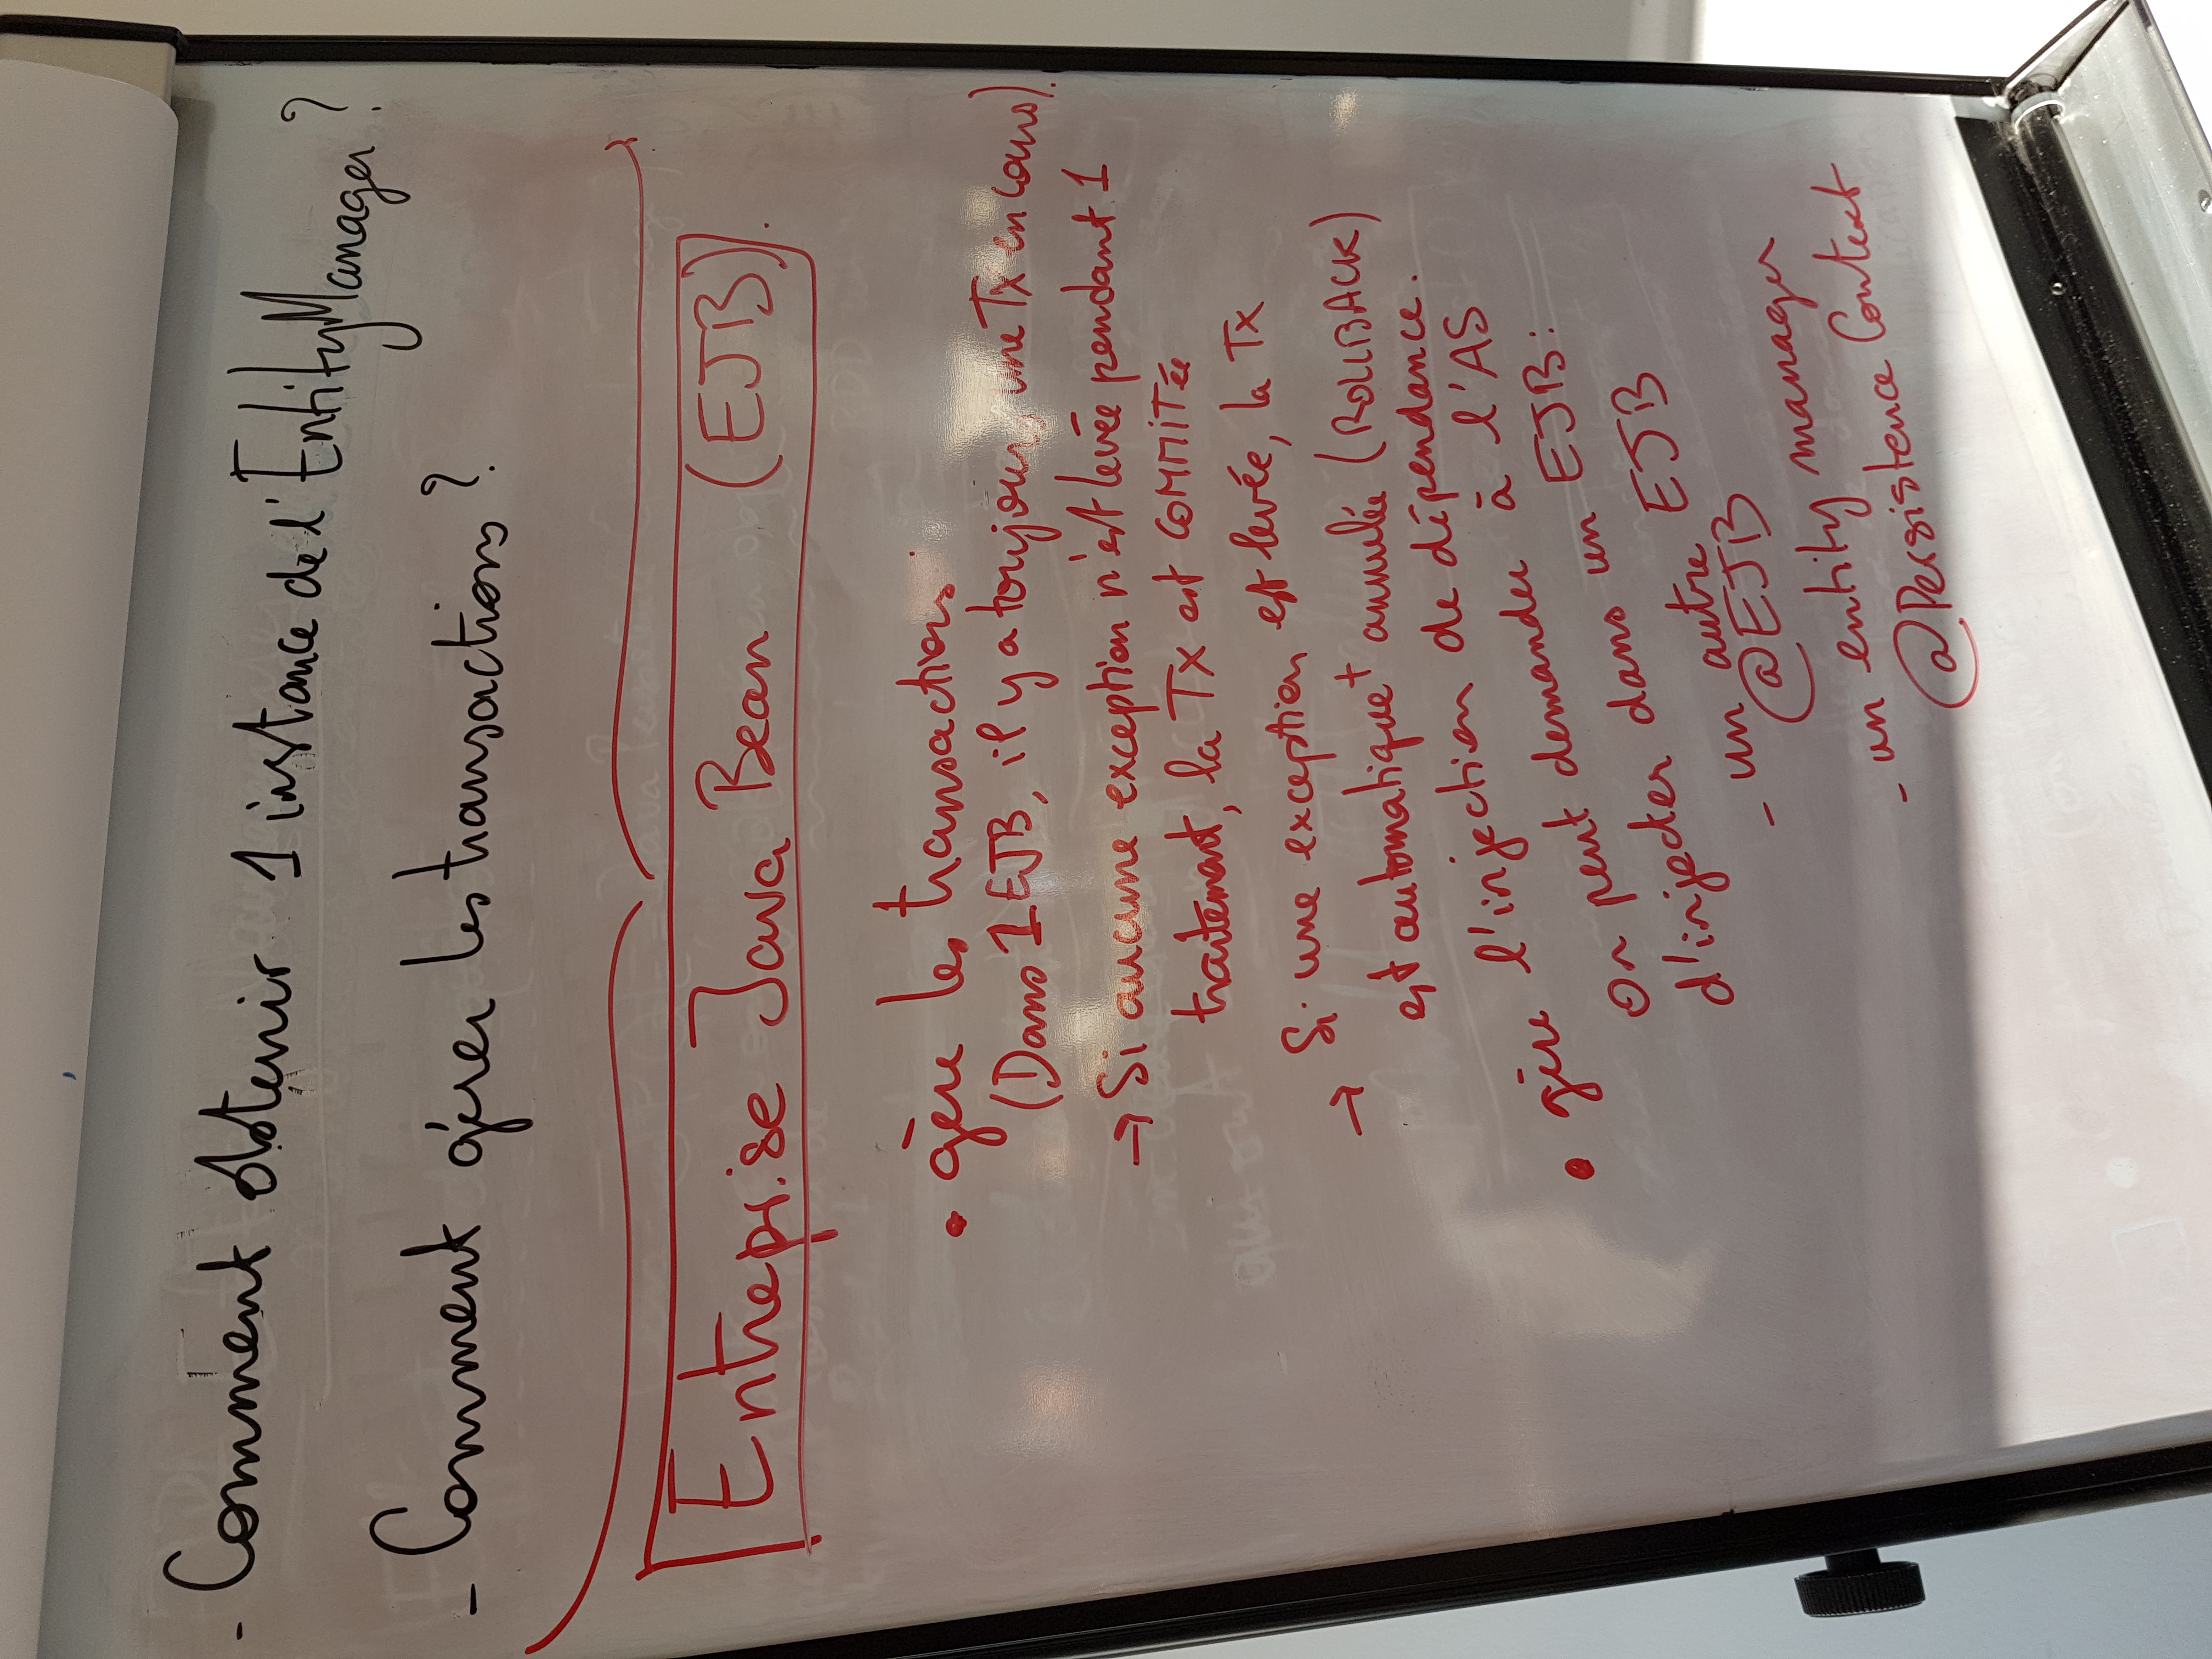 - Comment obtenir 1 instance de l'EntityManager ?
- Comment gérer les transactions ?
Entreprise Java Bean (EJB).
• gère les transactions
(Dans 1 EJB, il y a toujours une Tx en cours).
→ Si aucune exception n'est levée pendant 1
traitement, la Tx est COMMITée
→ Si une exception est levée, la Tx
est automatique+ annulée (ROLLBACK)
• gère l'injection de dépendance.
On peut demander à l'AS
d'injecter dans un EJB :
- un autre EJB
@EJB
- un entity manager
@Persistence Context